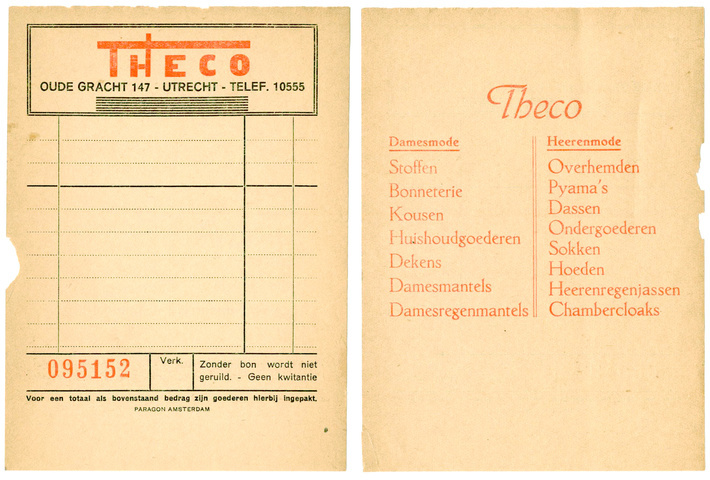 THECO
OUDE GRACHT 147 - UTRECHT - TELEF. 10555
095152
Verk.
Zonder bon wordt niet
geruild. - Geen kwitantie
Voor een totaal als bovenstaand bedrag zijn goederen hierbij ingepakt.
PARAGON AMSTERDAM
Theco
Damesmode
Stoffen
Bonneterie
Kousen
Huishoudgoederen
Dekens
Damesmantels
Damesregenmantels
Heerenmode
Overhemden
Pyama's
Dassen
Ondergoederen
Sokken
Hoeden
Heerenregenjassen
Chambercloaks